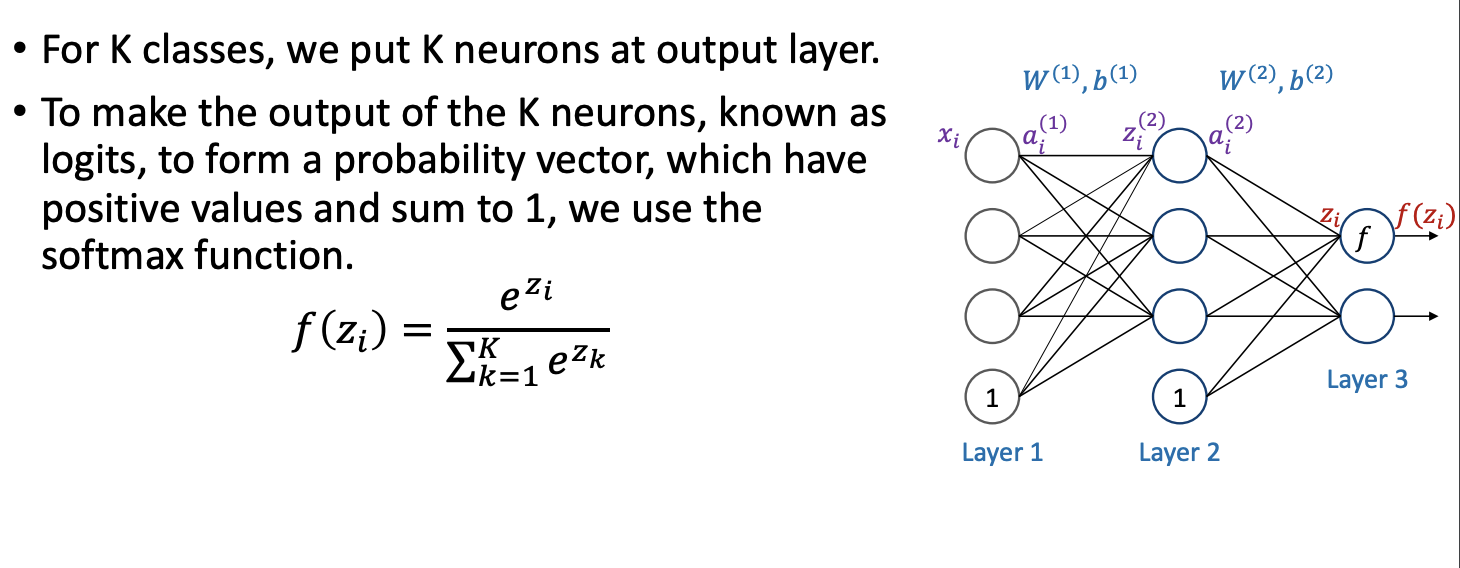 • For K classes, we put K neurons at output layer.
• To make the output of the K neurons, known as
logits, to form a probability vector, which have
positive values and sum to 1, we use the
softmax function.
f(z_i) = e^{z_i} / ∑_{k=1}^{K} e^{z_k}
W^{(1)}, b^{(1)} W^{(2)}, b^{(2)}
x_i a_i^{(1)} z_i^{(2)} a_i^{(2)}
z_i f f(z_i)
1 1
Layer 3
Layer 1 Layer 2